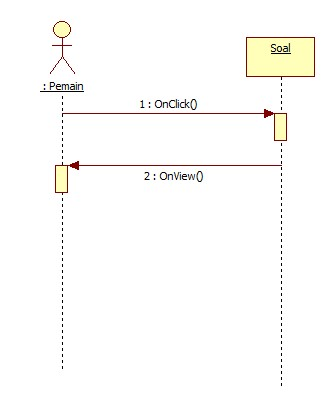 Soal
: Pemain
1 : OnClick()
2 : OnView()